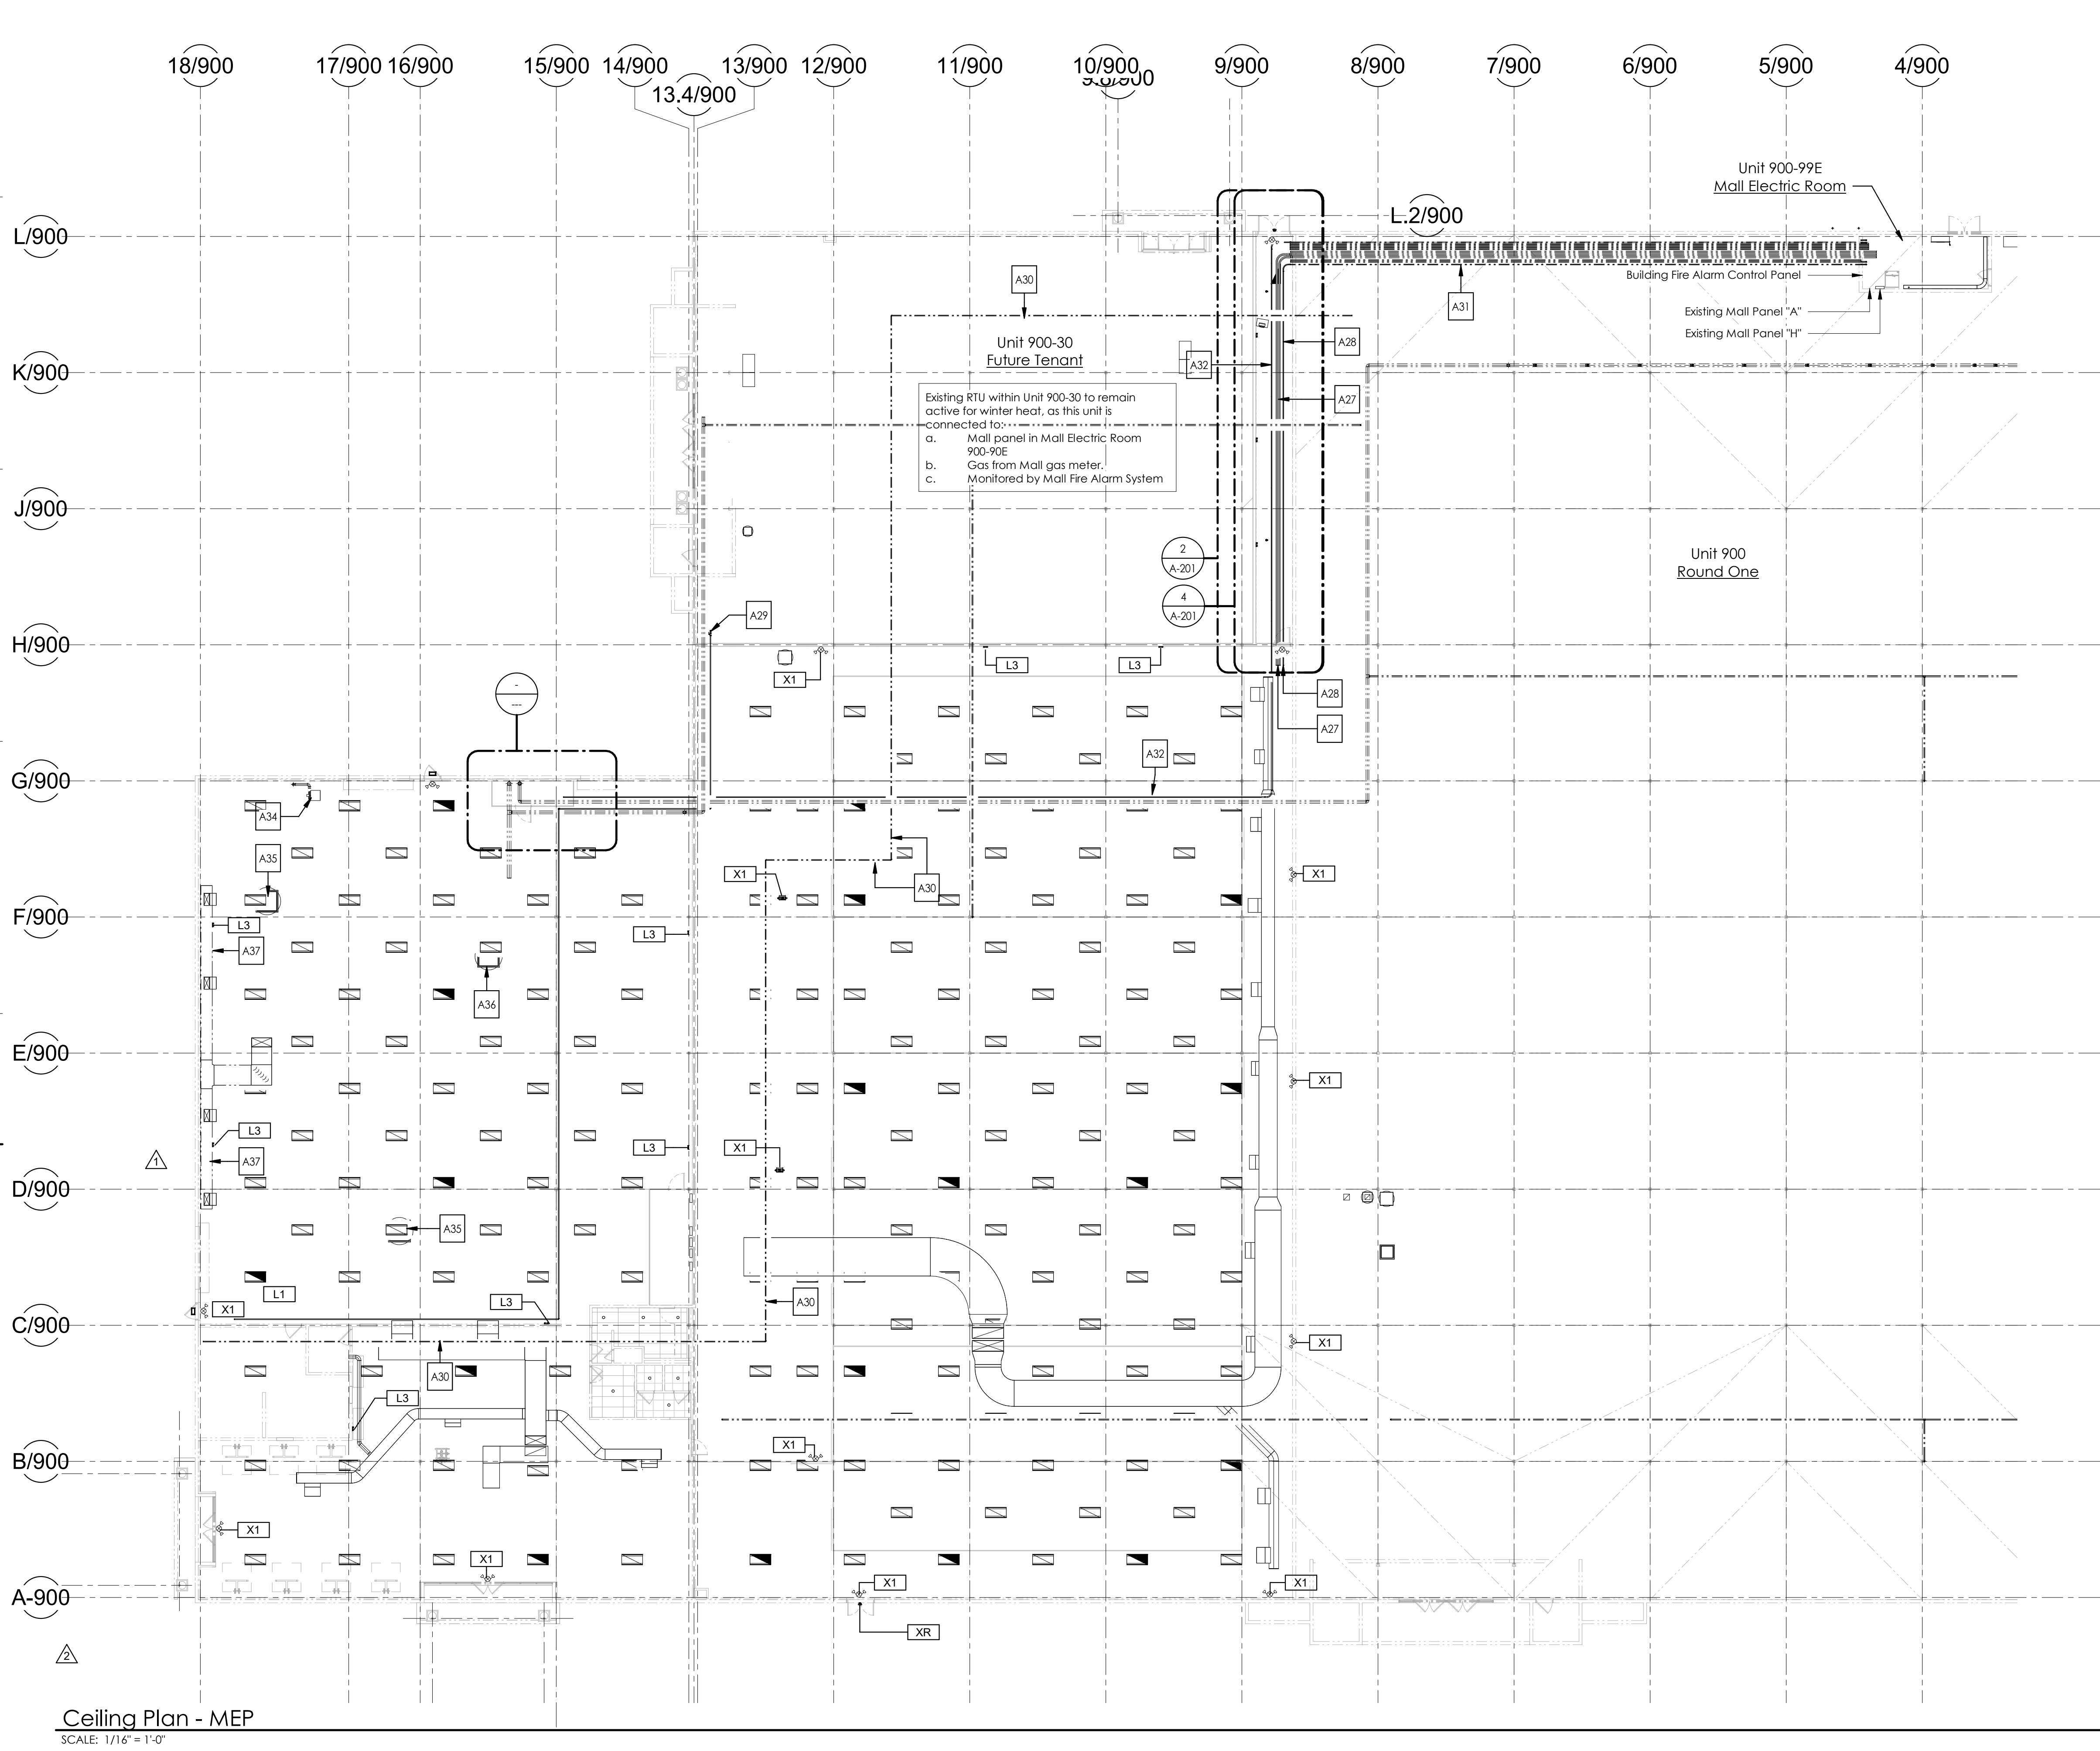 18/900 17/900 16/900 15/900 14/900 13/900 12/900 11/900 10/900 9/900 8/900 7/900 6/900 5/900 4/900
13.4/900
Unit 900-99E
Mall Electric Room
L.2/900
L/900
Building Fire Alarm Control Panel
A30
A31
Existing Mall Panel "A"
Existing Mall Panel "H"
Unit 900-30
Future Tenant
A28
A32
K/900
A27
Existing RTU within Unit 900-30 to remain
active for winter heat, as this unit is
connected to:
a. Mall panel in Mall Electric Room
900-90E
b. Gas from Mall gas meter.
c. Monitored by Mall Fire Alarm System
J/900
2
A-201
Unit 900
Round One
4
A-201
A29
H/900
L3 L3
X1
A28
-
---
A27
A32
G/900
A34
A35
X1 X1
A30
F/900
L3
L3
A37
A36
E/900
X1
L3
L3 X1
1
A37
D/900
A35
L1
L3
A30
X1
C/900
X1
A30
L3
X1
B/900
X1
X1
X1 X1
A-900
XR
2
Ceiling Plan - MEP
SCALE: 1/16" = 1'-0"